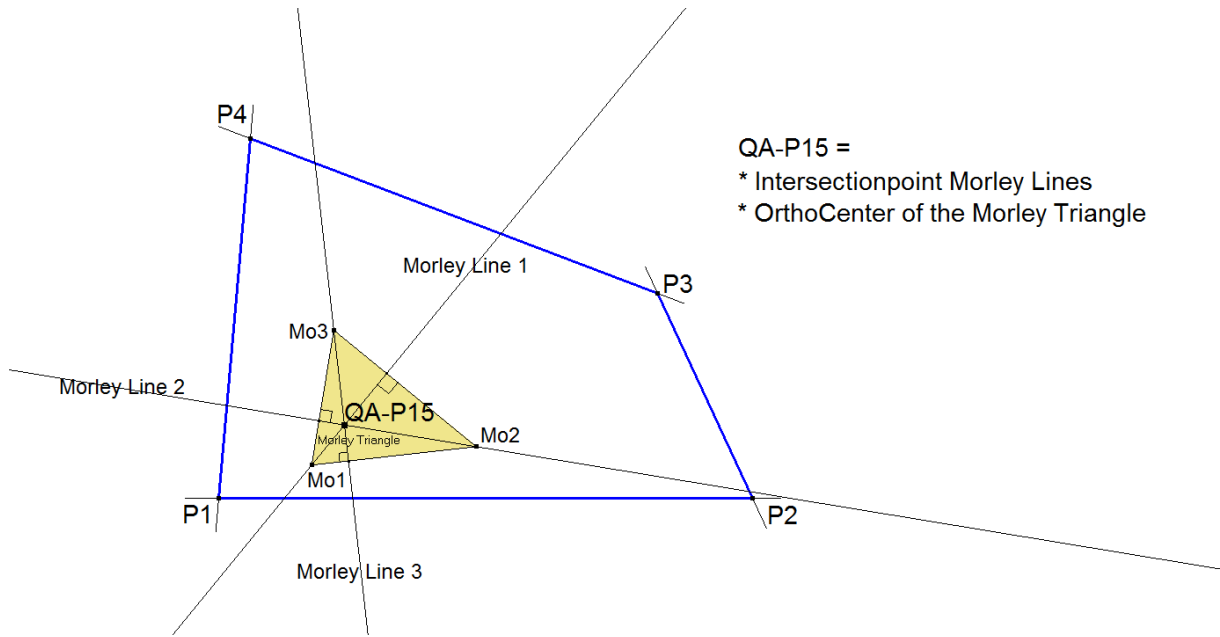 P4
QA-P15 =
* Intersectionpoint Morley Lines
* OrthoCenter of the Morley Triangle
Morley Line 1
P3
Mo3
Morley Line 2
QA-P15
Morley Triangle
Mo2
Mo1
P1
P2
Morley Line 3